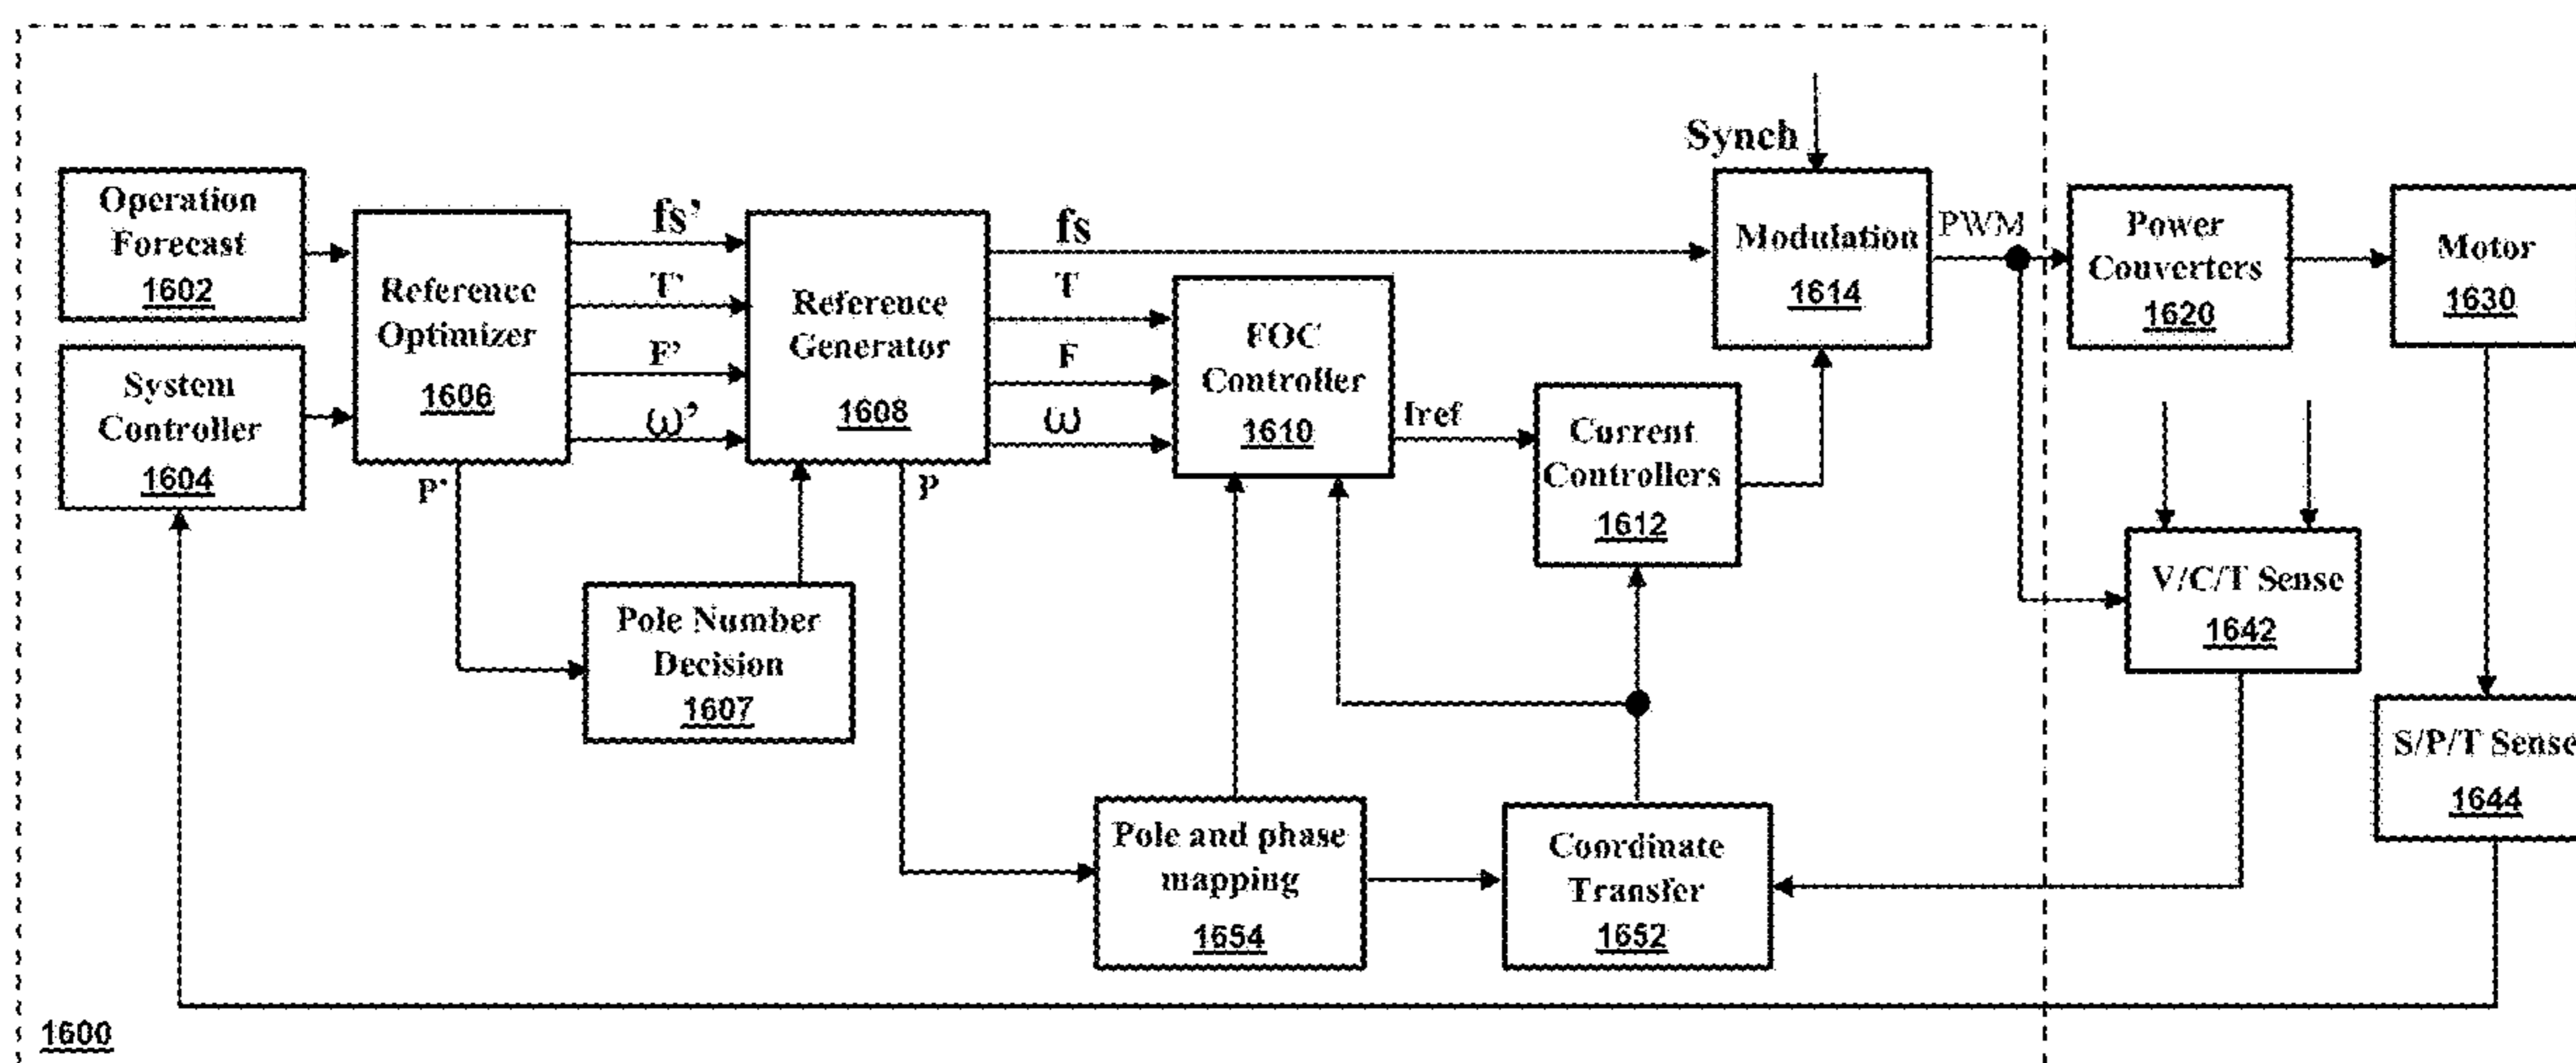 Synch
Operation
Forecast
1602
System
Controller
1604
Reference
Optimizer
1606
fs'
T'
F'
ω'
P'
Pole Number
Decision
1607
Reference
Generator
1608
fs
T
F
ω
P
FOC
Controller
1610
Iref
Current
Controllers
1612
Modulation
1614
PWM
Power
Couverters
1620
Motor
1630
V/C/T Sense
1642
S/P/T Sense
1644
Pole and phase
mapping
1654
Coordinate
Transfer
1652
1600